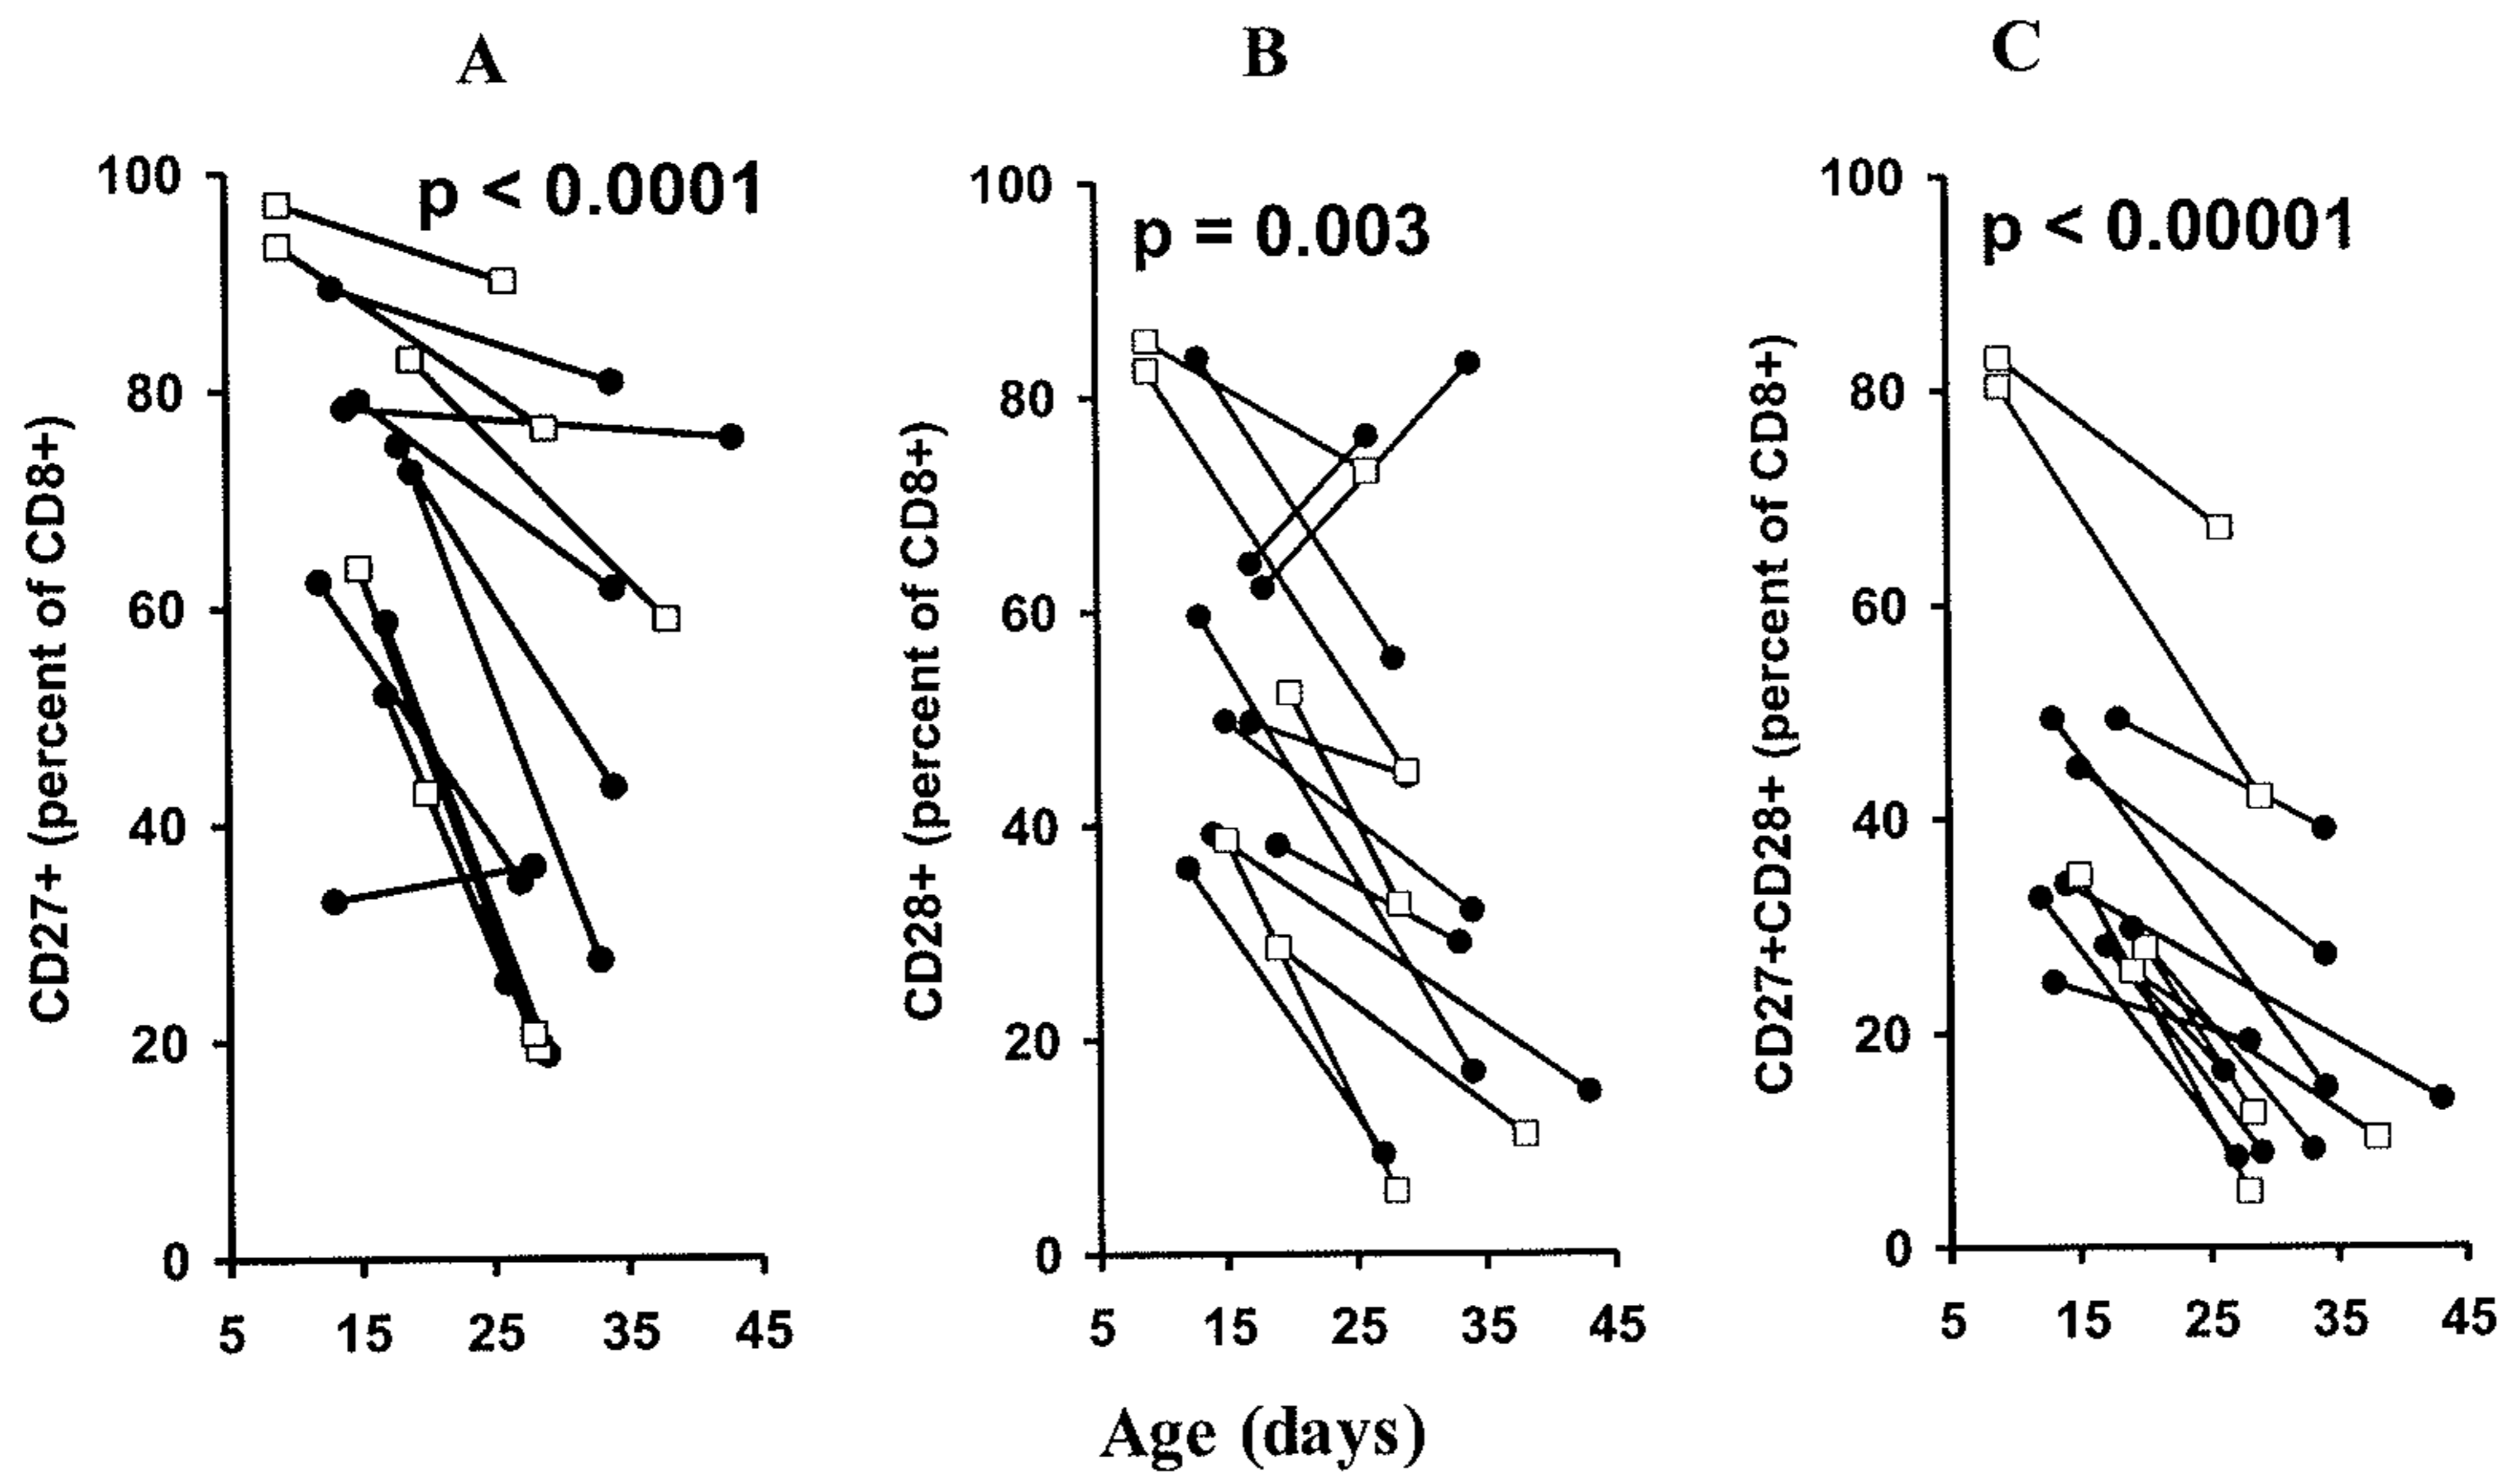 A
B
C
p < 0.0001
p = 0.003
p < 0.00001
CD27+ (percent of CD8+)
100
80
60
40
20
0
5 15 25 35 45
CD28+ (percent of CD8+)
100
80
60
40
20
0
5 15 25 35 45
CD27+CD28+ (percent of CD8+)
100
80
60
40
20
0
5 15 25 35 45
Age (days)